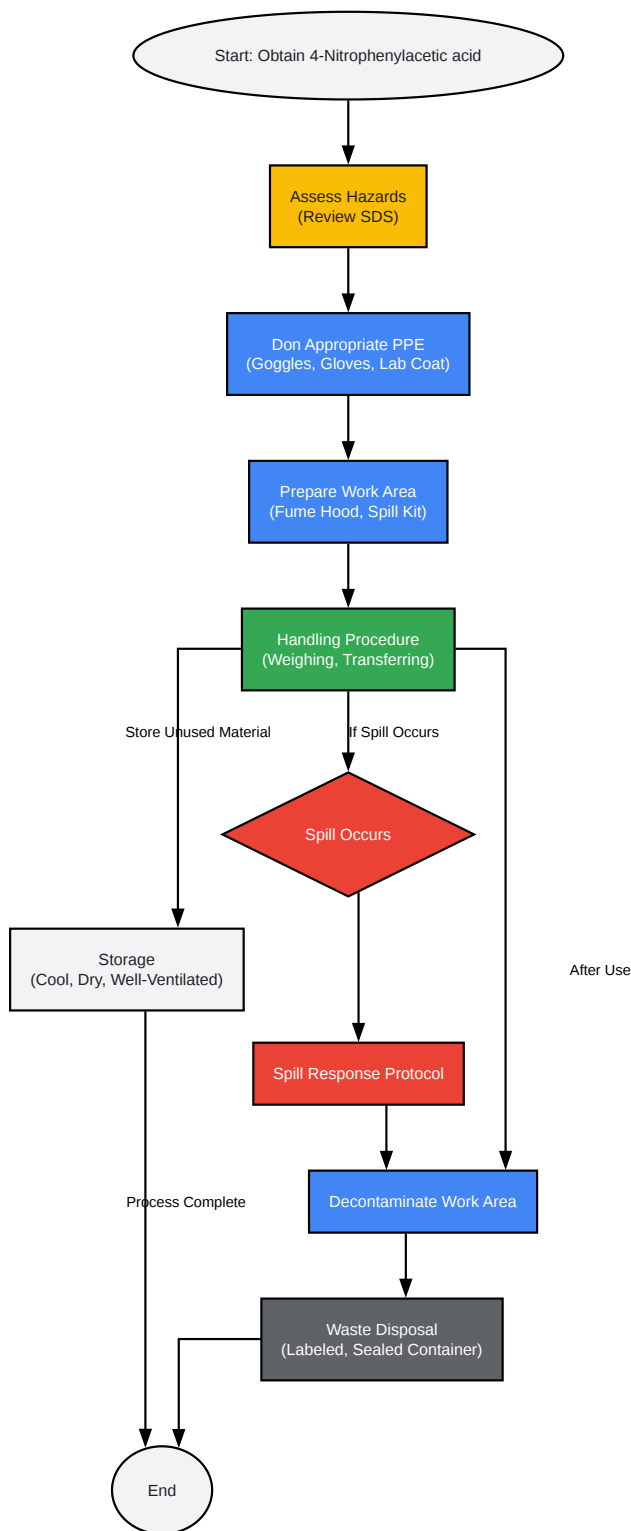 Start: Obtain 4-Nitrophenylacetic acid
Assess Hazards
(Review SDS)
Don Appropriate PPE
(Goggles, Gloves, Lab Coat)
Prepare Work Area
(Fume Hood, Spill Kit)
Handling Procedure
(Weighing, Transferring)
Store Unused Material
If Spill Occurs
Spill Occurs
Storage
(Cool, Dry, Well-Ventilated)
After Use
Spill Response Protocol
Process Complete
Decontaminate Work Area
Waste Disposal
(Labeled, Sealed Container)
End